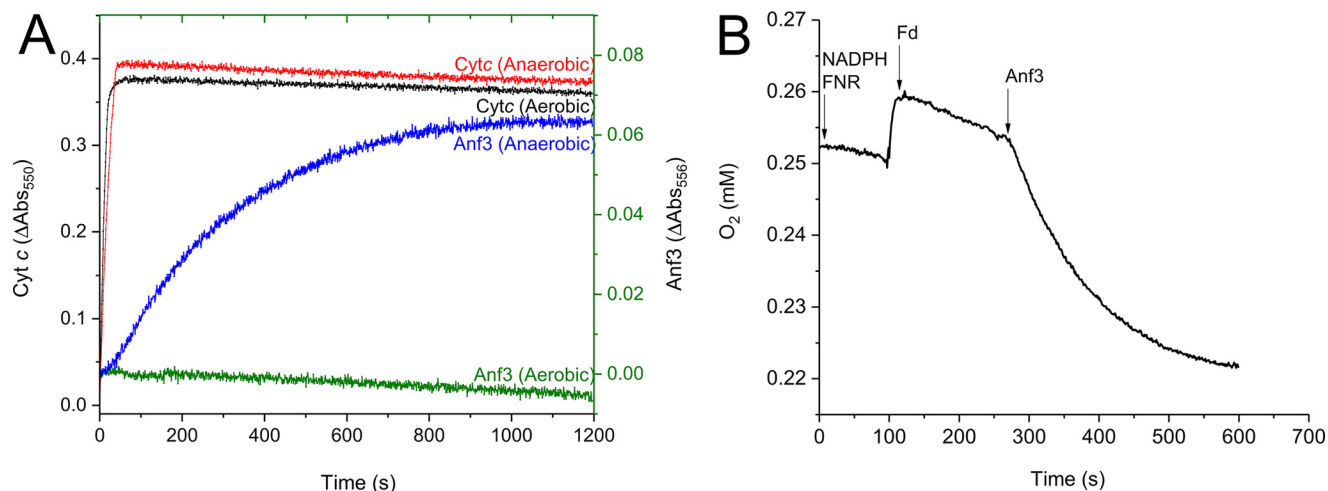 A
Cyt c (ΔAbs550)
0.4
0.3
0.2
0.1
0.0
0 200 400 600 800 1000 1200
Time (s)
0.08
0.06
0.04
0.02
0.00
Anf3 (ΔAbs556)
Cytc (Anaerobic)
Cytc (Aerobic)
Anf3 (Anaerobic)
Anf3 (Aerobic)
B
O2 (mM)
0.27
0.26
0.25
0.24
0.23
0.22
0 100 200 300 400 500 600 700
Time (s)
NADPH
FNR
Fd
Anf3